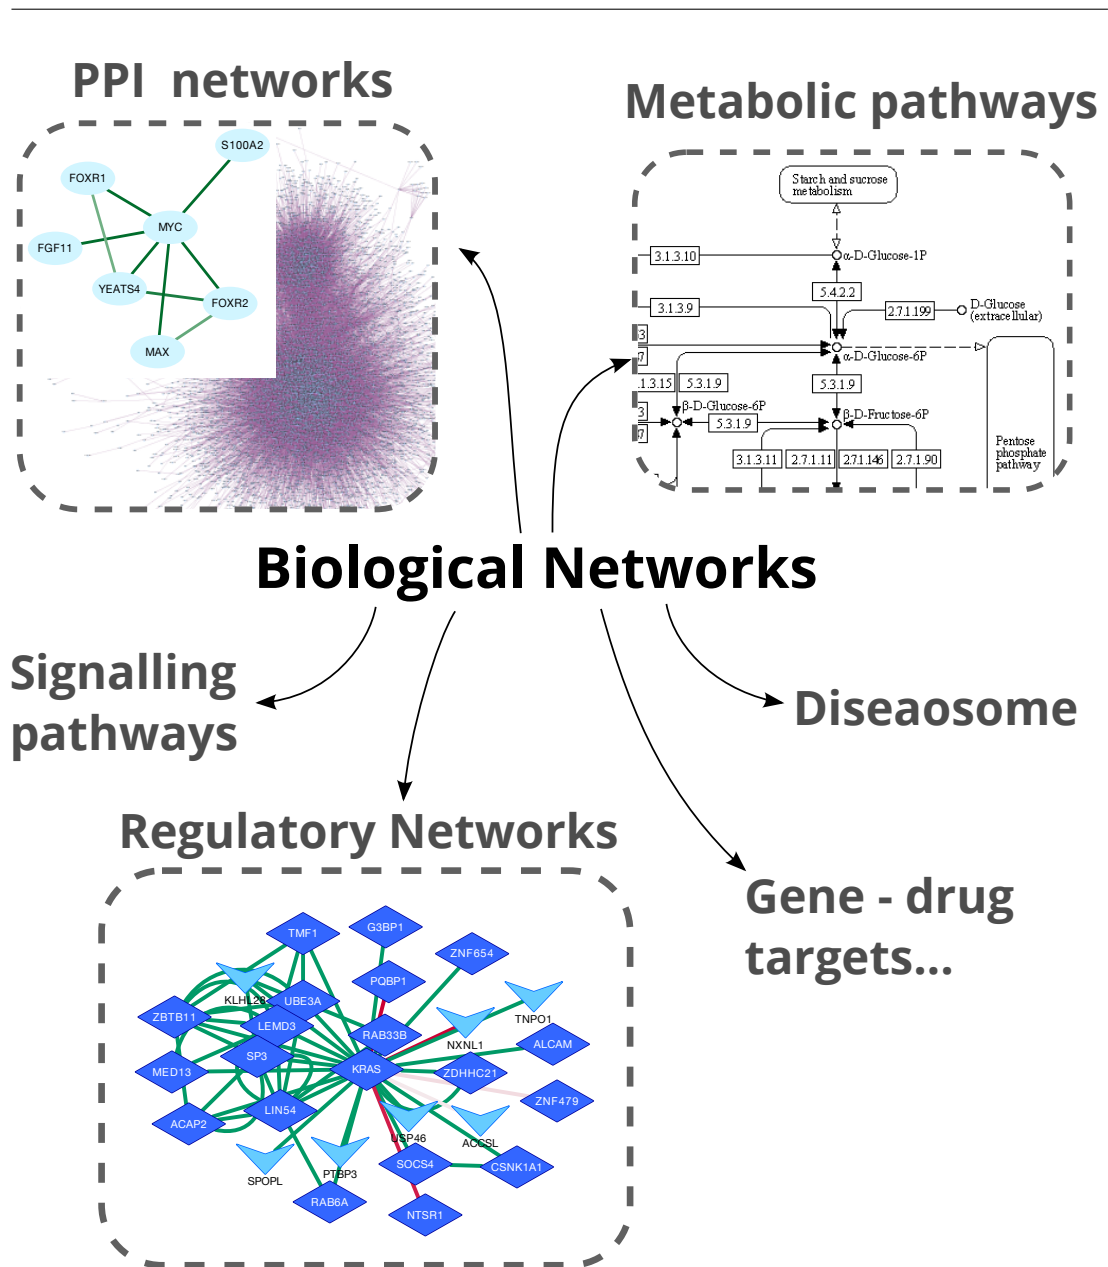 PPI networks
S100A2
FOXR1
MYC
FGF11
YEATS4
FOXR2
MAX
Metabolic pathways
Starch and sucrose
metabolism
3.1.3.10
α-D-Glucose-1P
5.4.2.2
3.1.3.9
2.7.1.199
D-Glucose
(extracellular)
α-D-Glucose-6P
.1.3.15
5.3.1.9
5.3.1.9
β-D-Glucose-6P
β-D-Fructose-6P
5.3.1.9
3.1.3.11
2.7.1.11
2.7.1.146
2.7.1.90
Pentose
phosphate
pathway
Biological Networks
Signalling
pathways
Diseaosome
Regulatory Networks
Gene - drug
targets...
TMF1
G3BP1
ZNF654
PQBP1
KLHL28
UBE3A
TNPO1
ZBTB11
LEMD3
RAB33B
NXNL1
ALCAM
SP3
KRAS
ZDHHC21
MED13
ZNF479
LIN54
ACAP2
USP46
ACCSL
SPOPL
PTBP3
SOCS4
CSNK1A1
RAB6A
NTSR1